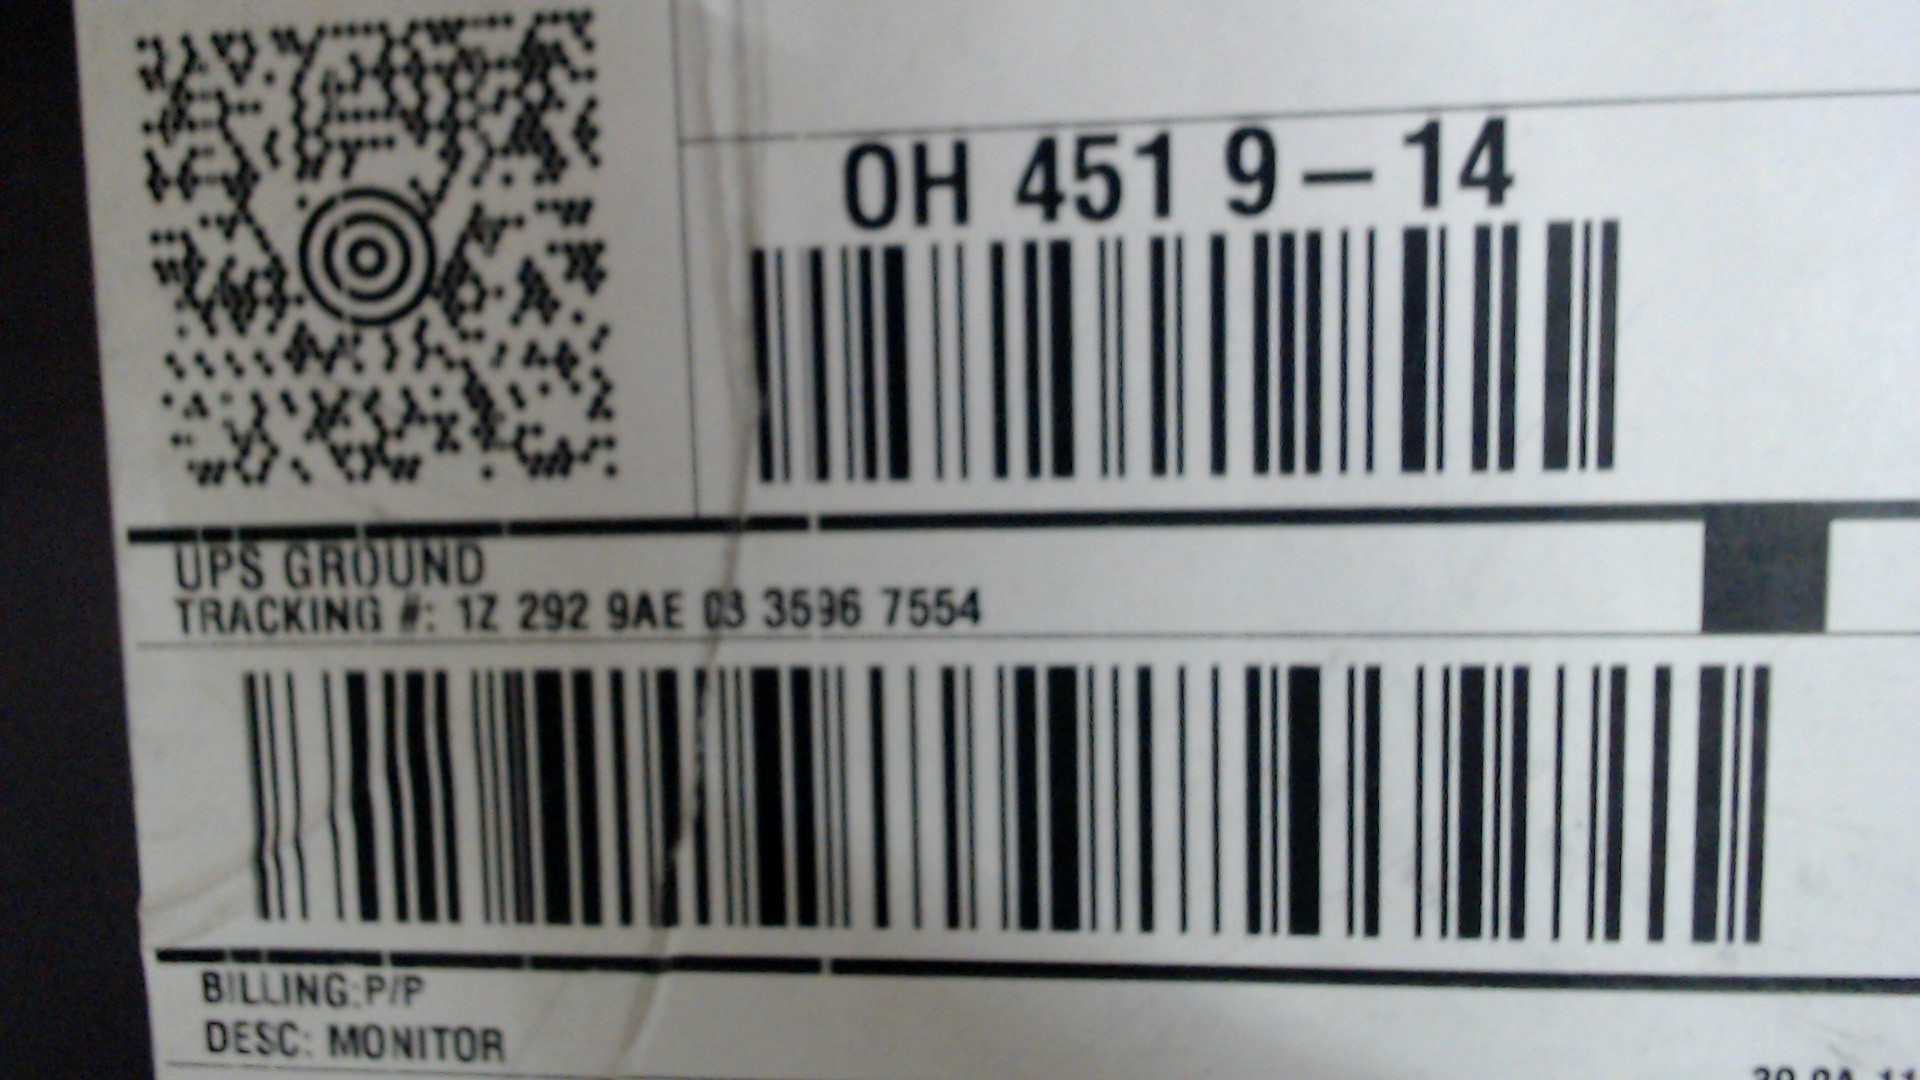 OH 451 9-14
UPS GROUND
TRACKING #: 1Z 292 9AE 03 3596 7554
BILLING:P/P
DESC: MONITOR